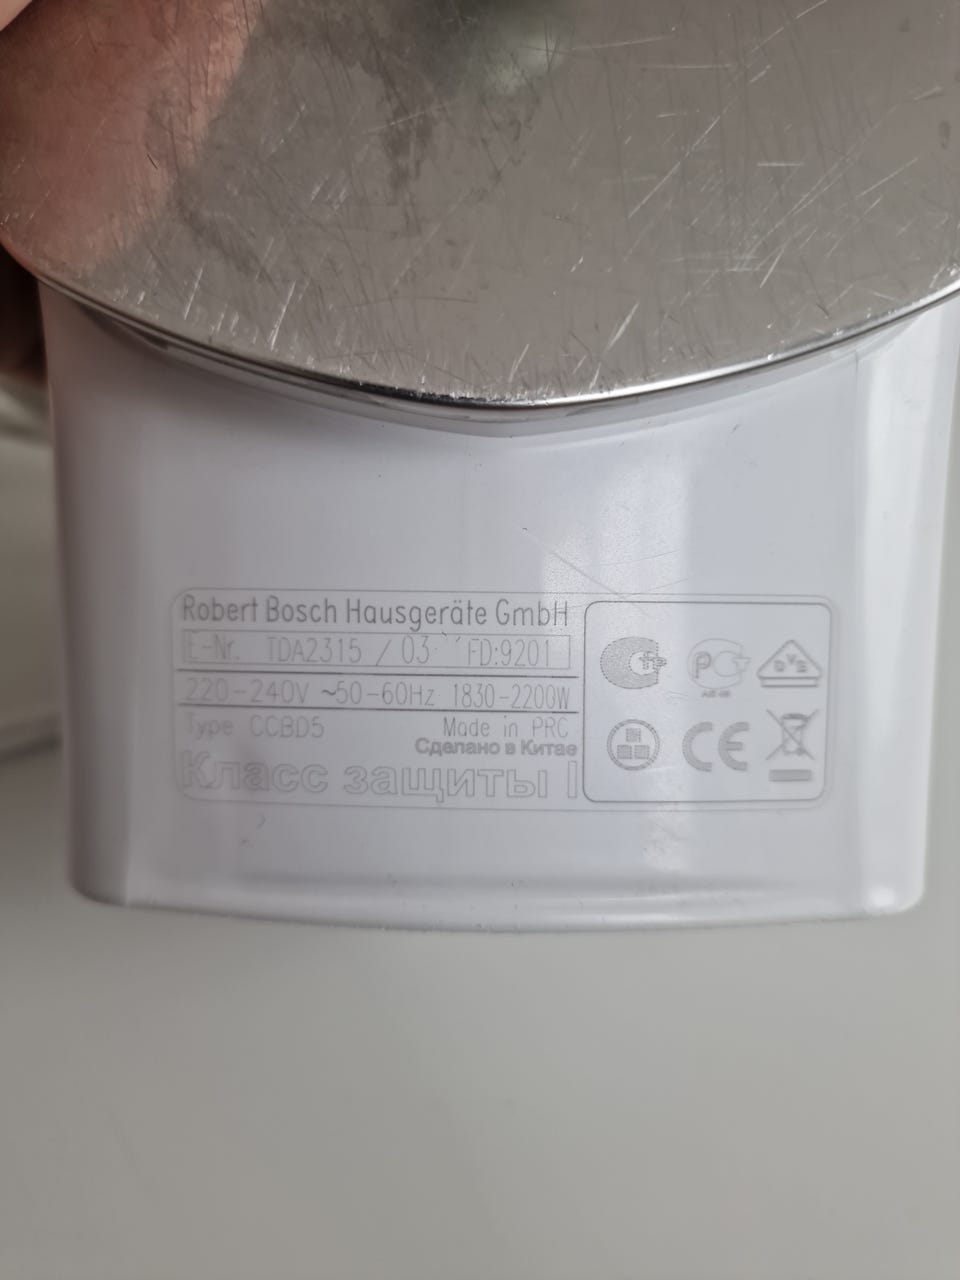 Robert Bosch Hausgeräte GmbH
E-Nr. TDA2315 / 03 FD:9201
220-240V ~50-60Hz 1830-2200W
Type CCBD5 Made in PRC
Сделано в Китае
Класс защиты I
DVE
CE